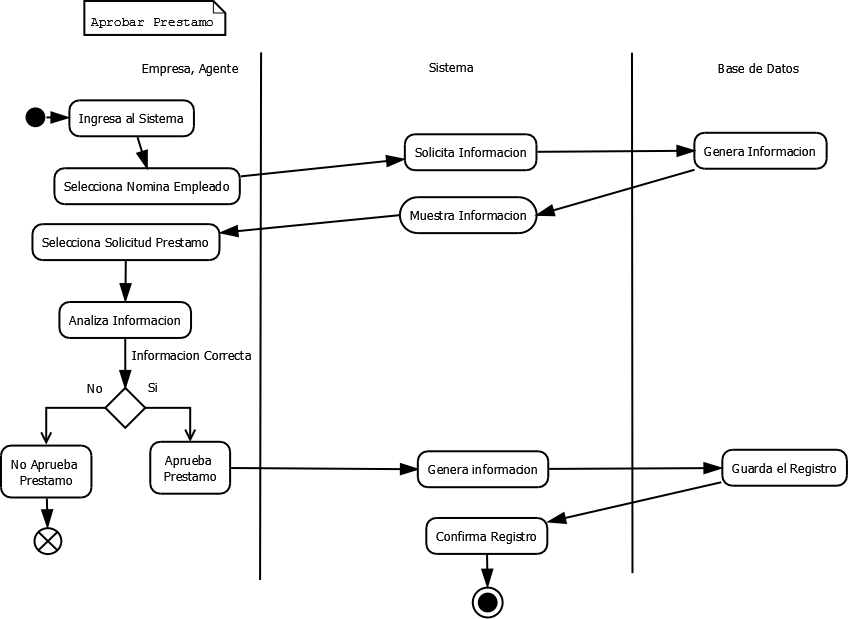 Aprobar Prestamo
Empresa, Agente
Sistema
Base de Datos
Ingresa al Sistema
Selecciona Nomina Empleado
Solicita Informacion
Genera Informacion
Muestra Informacion
Selecciona Solicitud Prestamo
Analiza Informacion
Informacion Correcta
No
Si
No Aprueba
Prestamo
Aprueba
Prestamo
Genera informacion
Guarda el Registro
Confirma Registro